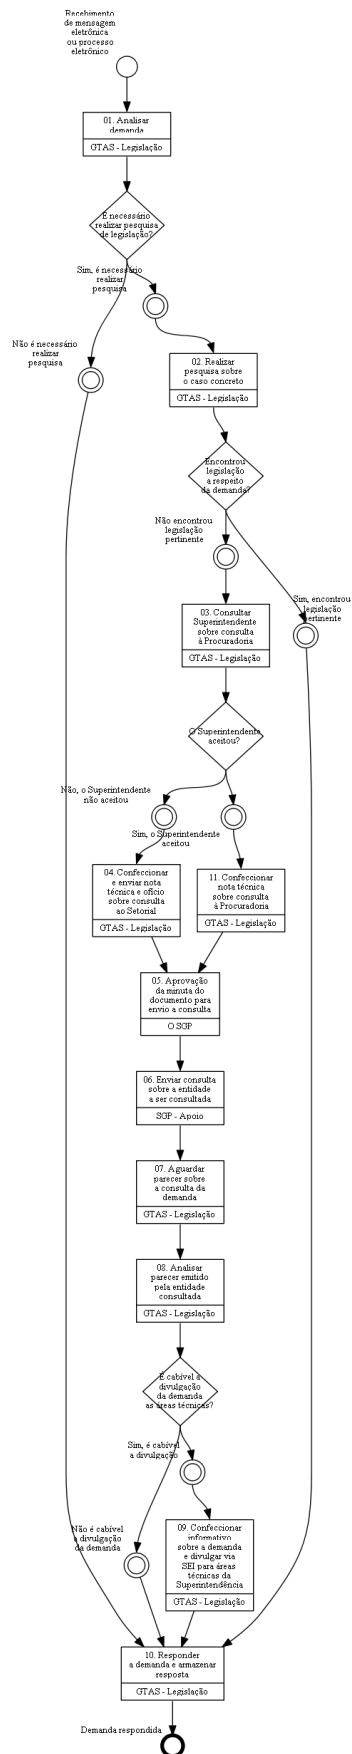 Recebimento
de mensagem
eletrônica
ou processo
eletrônico
01. Analisar
demanda
GTAS - Legislação
É necessário
realizar pesquisa
de legislação?
Sim, é necessário
realizar
pesquisa
Não é necessário
realizar
pesquisa
02. Realizar
pesquisa sobre
o caso concreto
GTAS - Legislação
Encontrou
legislação
a respeito
da demanda?
Não encontrou
legislação
pertinente
Sim, encontrou
legislação
pertinente
03. Consultar
Superintendente
sobre consulta
à Procuradoria
GTAS - Legislação
O Superintendente
aceitou?
Não, o Superintendente
não aceitou
Sim, o Superintendente
aceitou
04. Confeccionar
e enviar nota
técnica e ofício
sobre consulta
ao Setorial
GTAS - Legislação
11. Confeccionar
nota técnica
sobre consulta
à Procuradoria
GTAS - Legislação
05. Aprovação
da minuta do
documento para
envio a consulta
O SGP
06. Enviar consulta
sobre a entidade
a ser consultada
SGP - Apoio
07. Aguardar
parecer sobre
a consulta da
demanda
GTAS - Legislação
08. Analisar
parecer emitido
pela entidade
consultada
GTAS - Legislação
É cabível a
divulgação
da demanda
as áreas técnicas?
Sim, é cabível
a divulgação
Não é cabível
a divulgação
da demanda
09. Confeccionar
informativo
sobre a demanda
e divulgar via
SEI para áreas
técnicas da
Superintendência
GTAS - Legislação
10. Responder
a demanda e armazenar
resposta
GTAS - Legislação
Demanda respondida